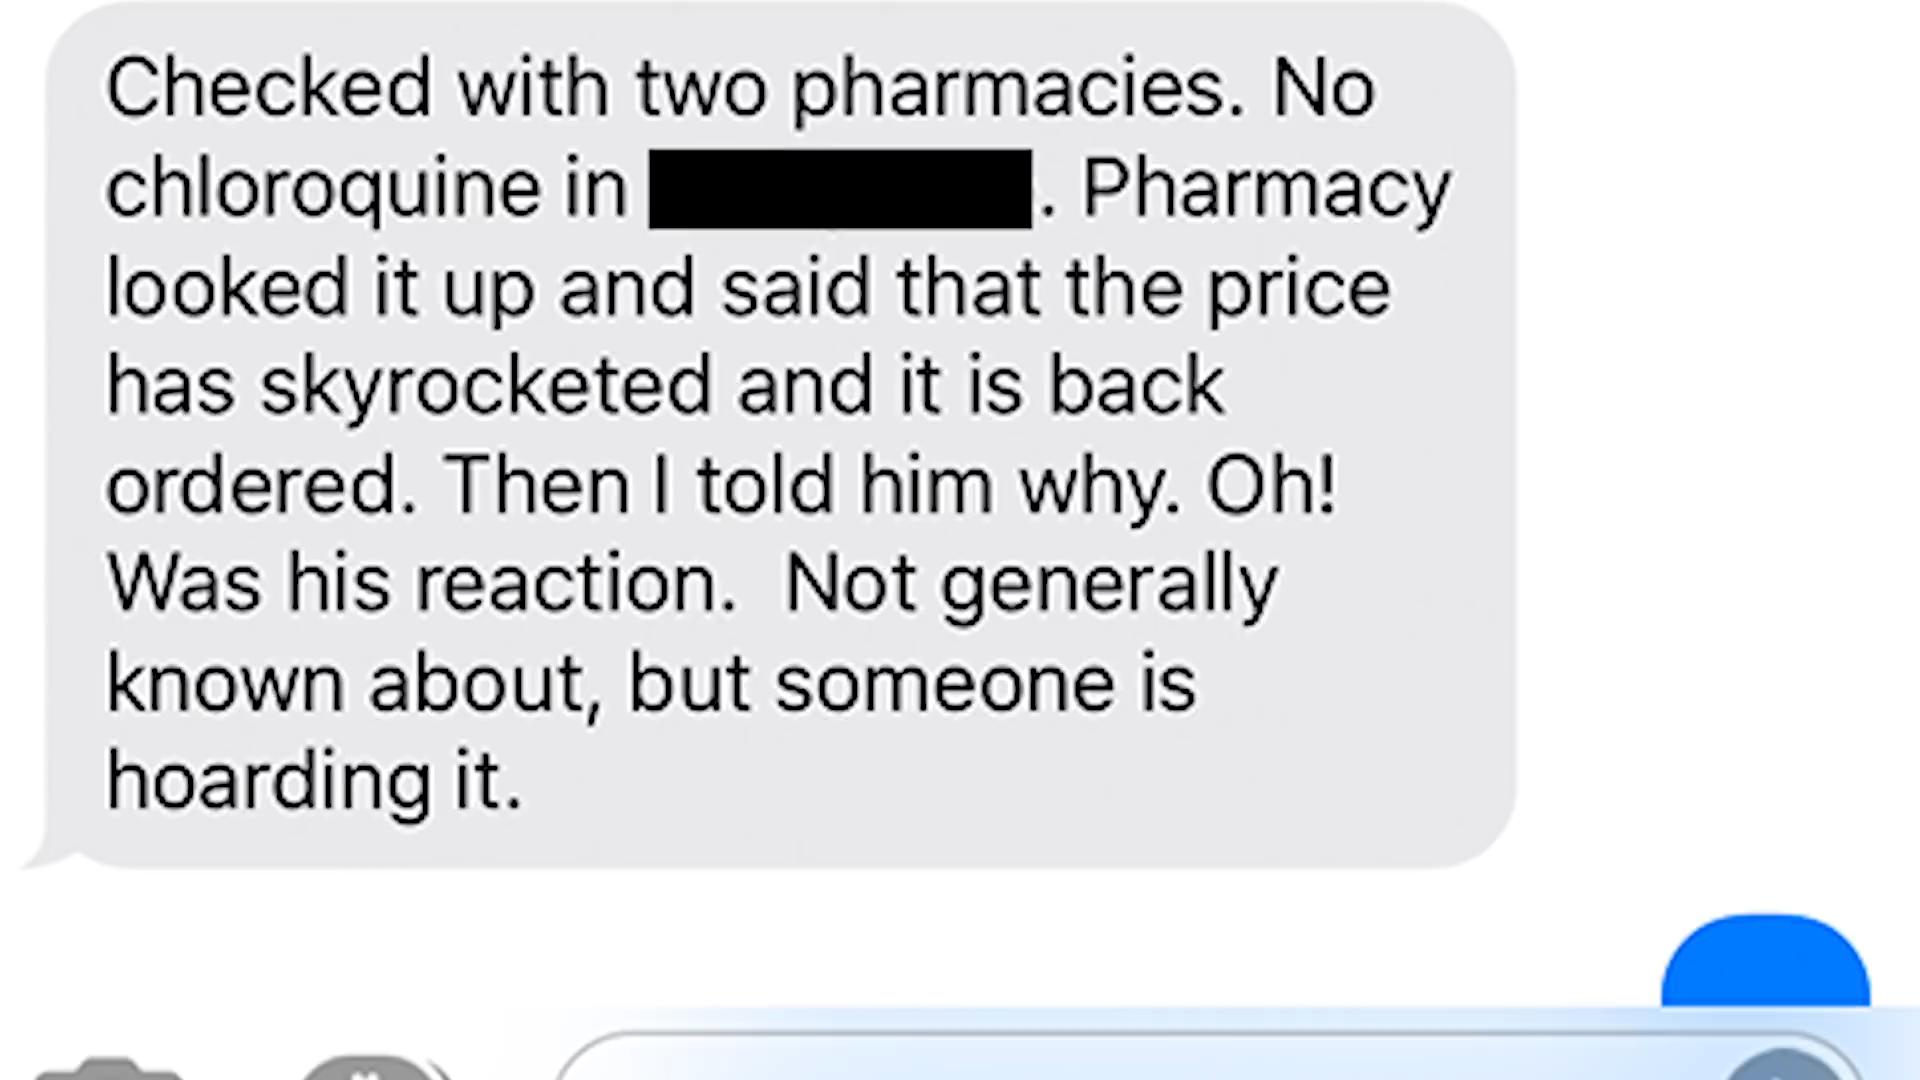 Checked with two pharmacies. No
chloroquine in . Pharmacy
looked it up and said that the price
has skyrocketed and it is back
ordered. Then I told him why. Oh!
Was his reaction.  Not generally
known about, but someone is
hoarding it.